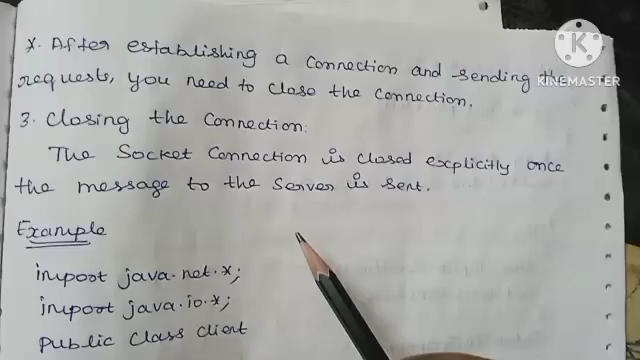 *. After establishing a connection and sending the
requests, you need to close the connection.
3. Closing the connection:
The Socket Connection is closed explicitly once
the message to the server is sent.
Example
import java.net.*;
import java.io.*;
public class client
KINEMASTER